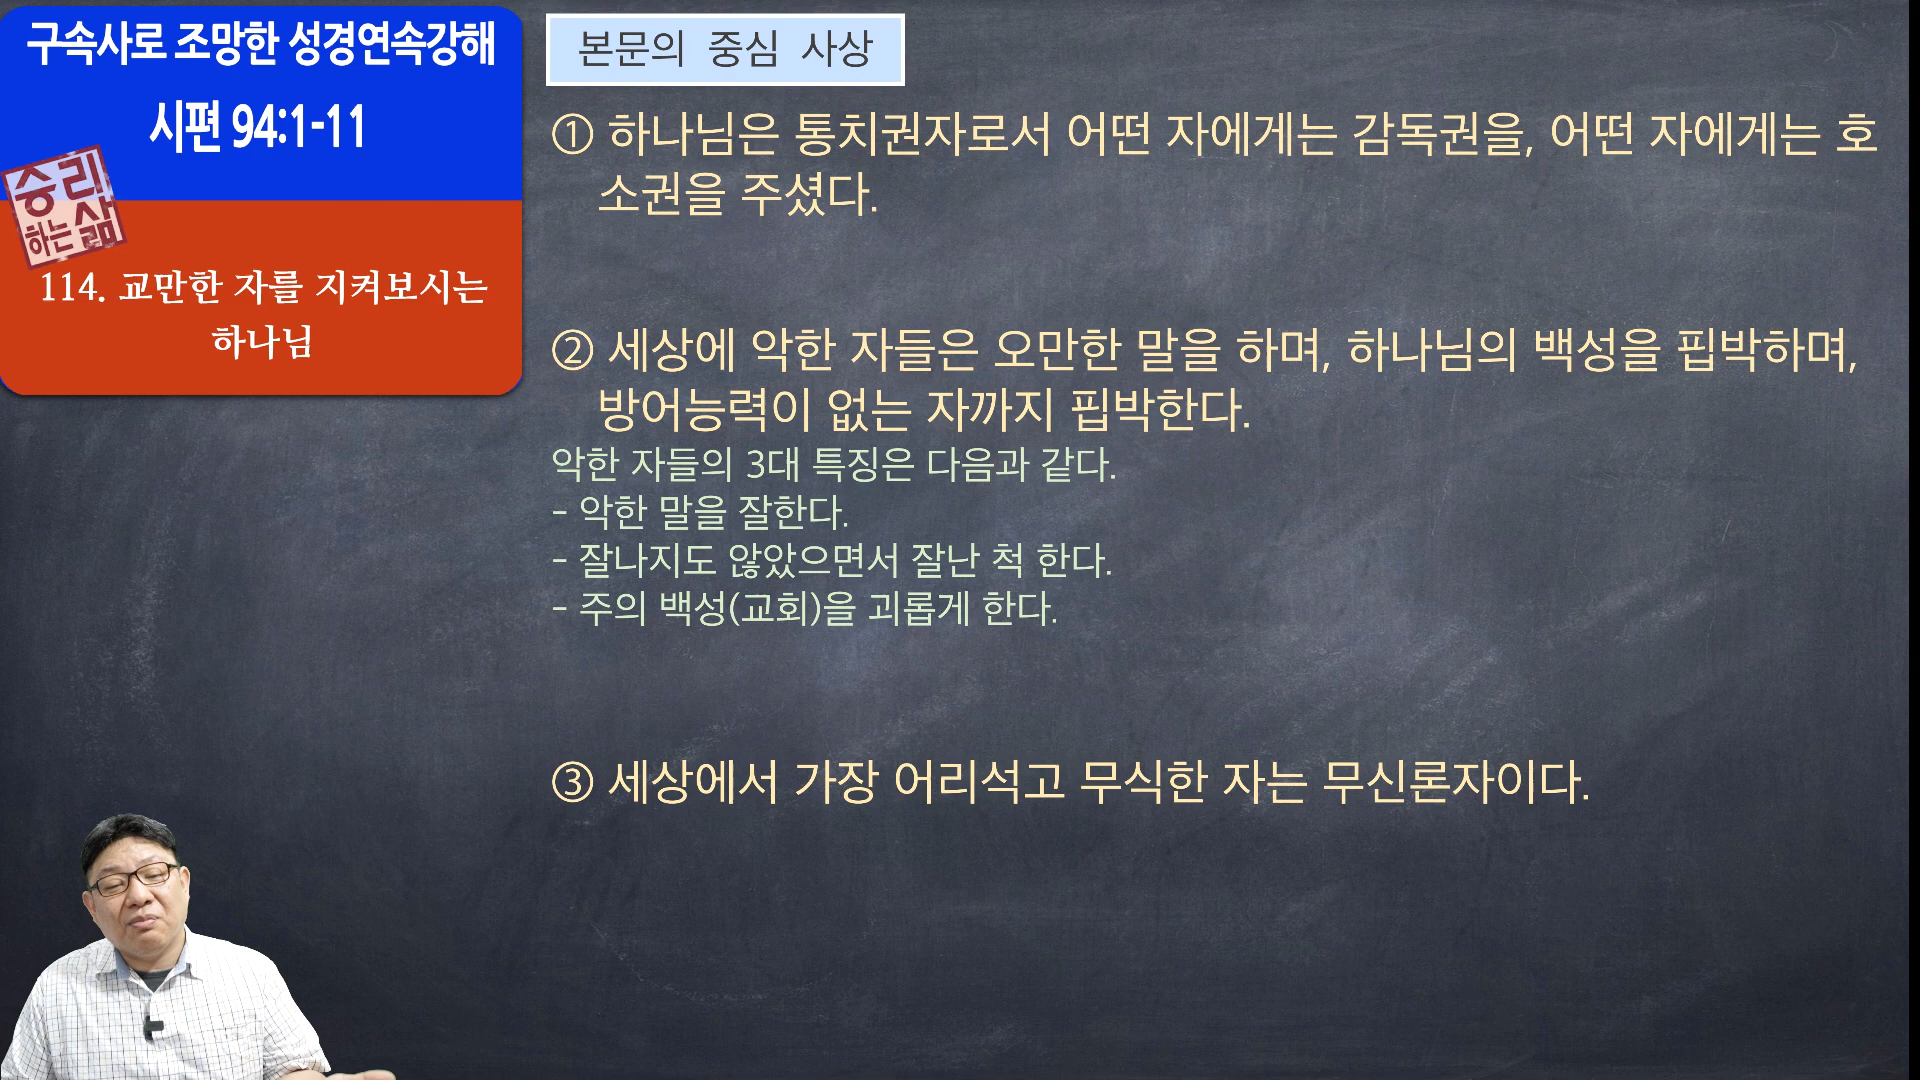 구속사로 조망한 성경연속강해
시편 94:1-11
승리
하는 삶
114. 교만한 자를 지켜보시는
하나님
본문의 중심 사상
① 하나님은 통치권자로서 어떤 자에게는 감독권을, 어떤 자에게는 호
소권을 주셨다.
② 세상에 악한 자들은 오만한 말을 하며, 하나님의 백성을 핍박하며,
방어능력이 없는 자까지 핍박한다.
악한 자들의 3대 특징은 다음과 같다.
- 악한 말을 잘한다.
- 잘나지도 않았으면서 잘난 척 한다.
- 주의 백성(교회)을 괴롭게 한다.
③ 세상에서 가장 어리석고 무식한 자는 무신론자이다.